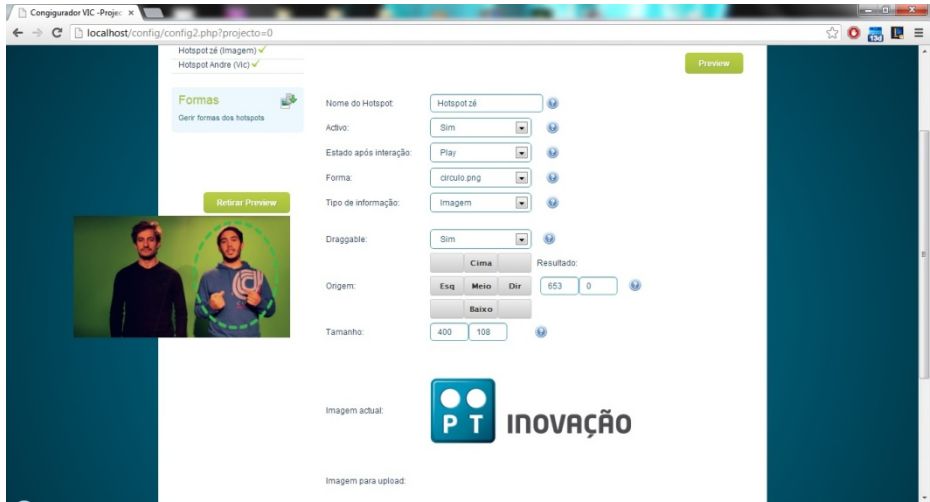 Congigurador VIC -Projec
localhost/config/config2.php?projecto=0
13d
Hotspot zé (Imagem)
Hotspot Andre (Vic)
Preview
Formas
Gerir formas dos hotspots
Nome do Hotspot:
Hotspot zé
Activo:
Sim
Estado após interação:
Play
Forma:
circulo.png
Retirar Preview
Tipo de informação:
Imagem
Draggable:
Sim
Cima
Resultado:
Origem:
Esq Meio Dir
653 0
Baixo
Tamanho:
400 108
Imagem actual:
PT INOVAÇÃO
Imagem para upload: